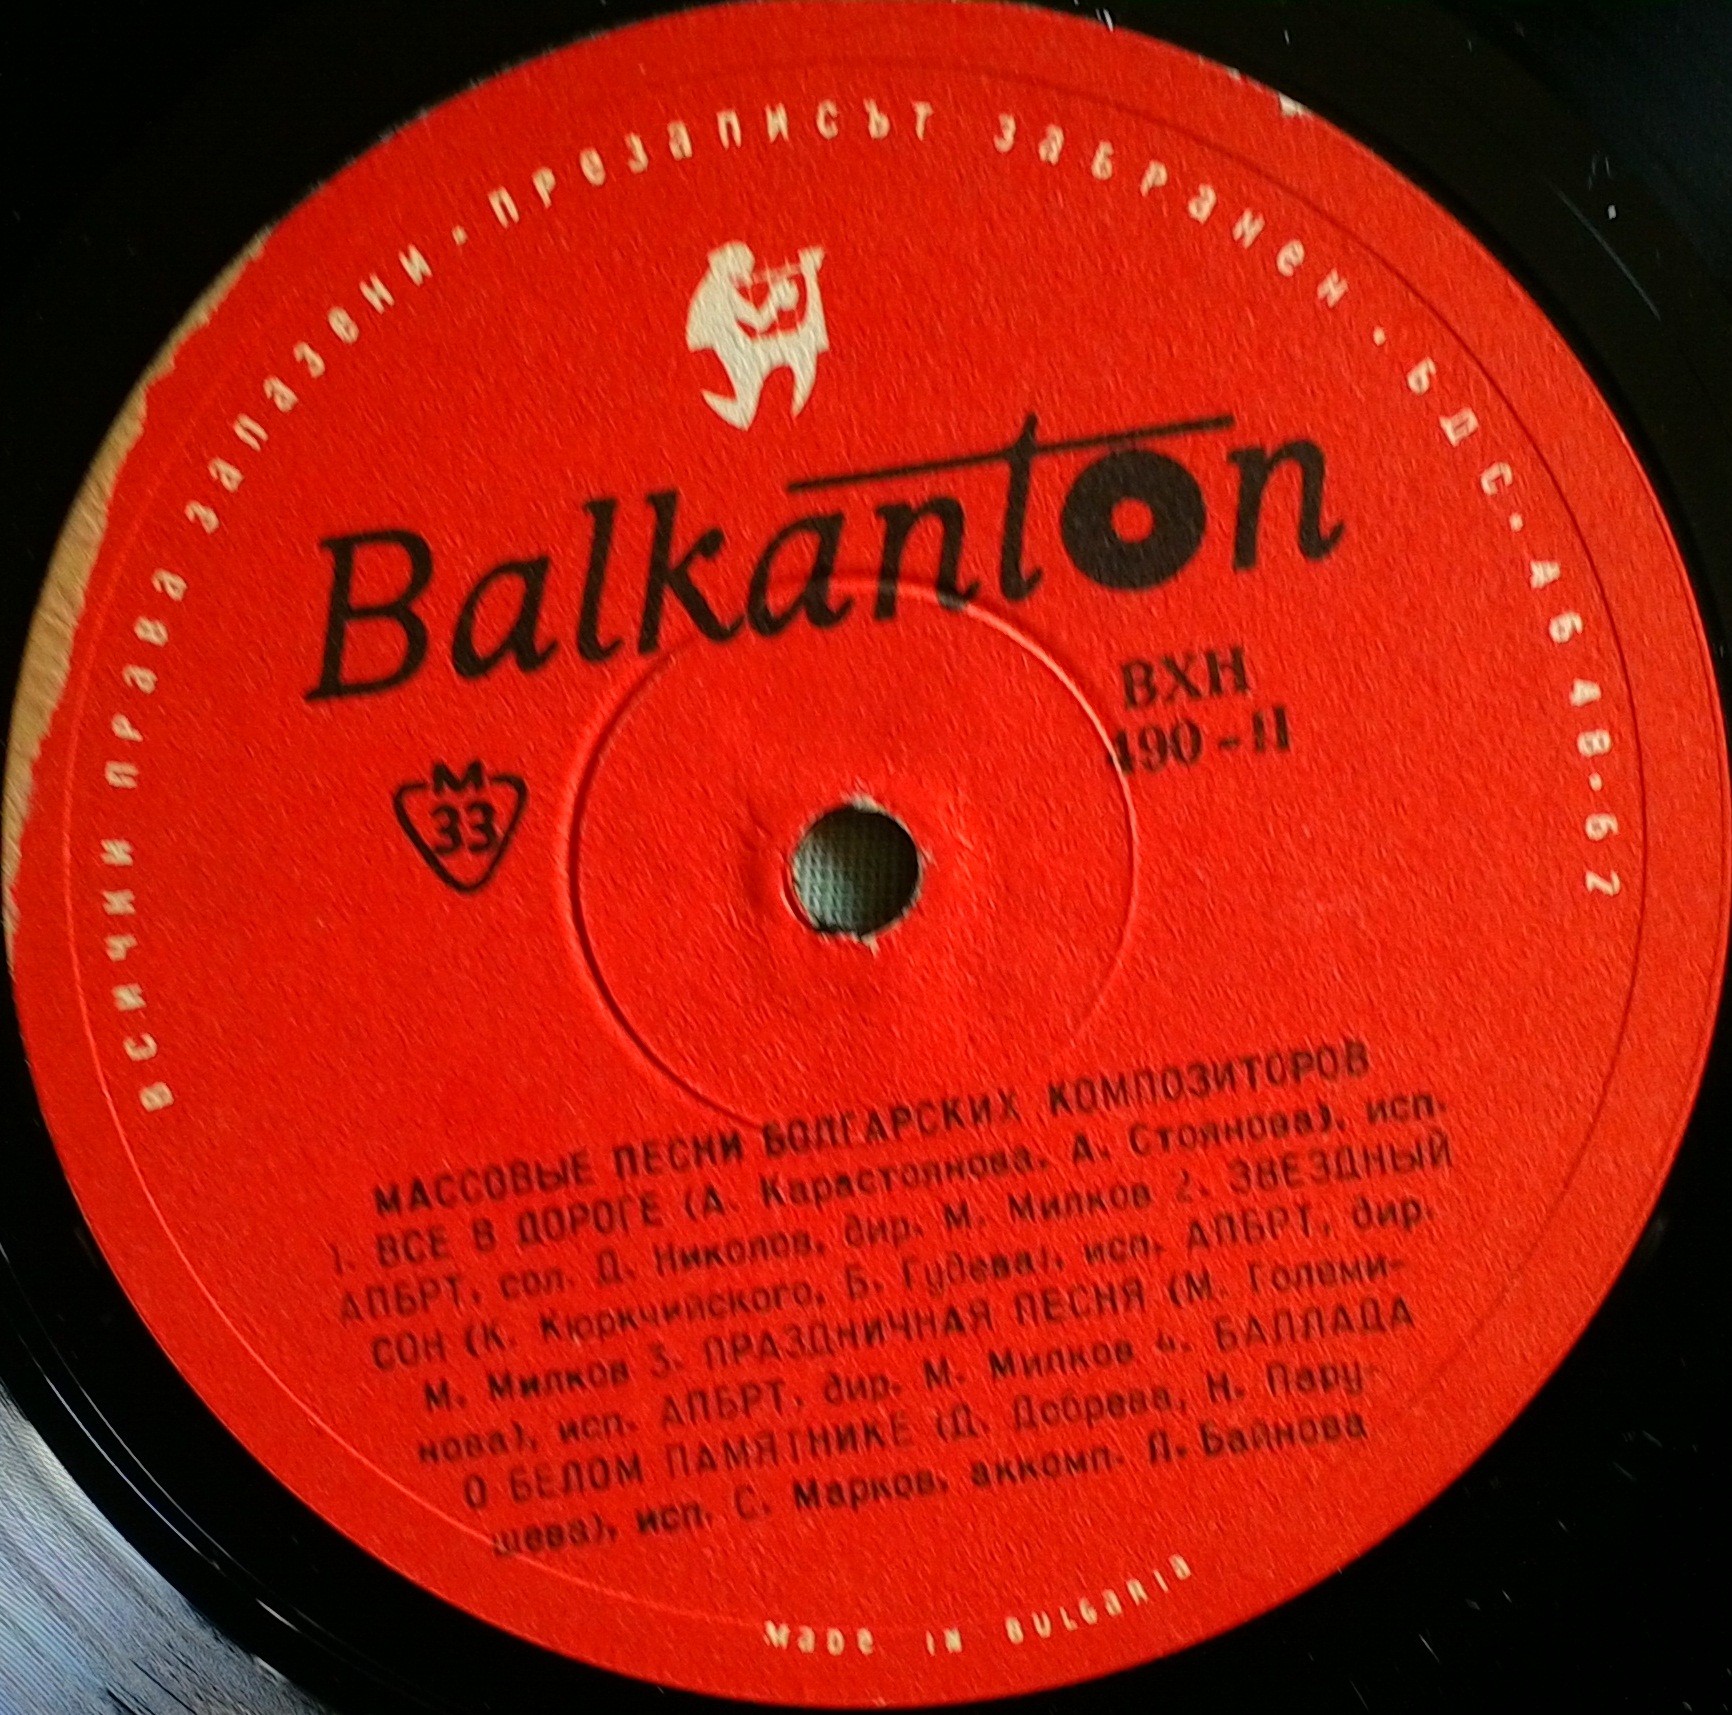 всички права запазени · презаписът забранен · бдс · 4648-62
Balkanton
ВХН
490-II
М
33
МАССОВЫЕ ПЕСНИ БОЛГАРСКИХ КОМПОЗИТОРОВ
1. ВСЕ В ДОРОГЕ (А. Карастоянова, А. Стоянова), исп.
АПБРТ, сол. Д. Николов, дир. М. Милков 2. ЗВЕЗДНЫЙ
СОН (К. Кюркчийского, Б. Гудева), исп. АПБРТ, дир.
М. Милков 3. ПРАЗДНИЧНАЯ ПЕСНЯ (М. Големи-
нова), исп. АПБРТ, дир. М. Милков 4. БАЛЛАДА
О БЕЛОМ ПАМЯТНИКЕ (Д. Добрева, Н. Пару-
шева), исп. С. Марков, аккомп. Л. Байнова
made in Bulgaria